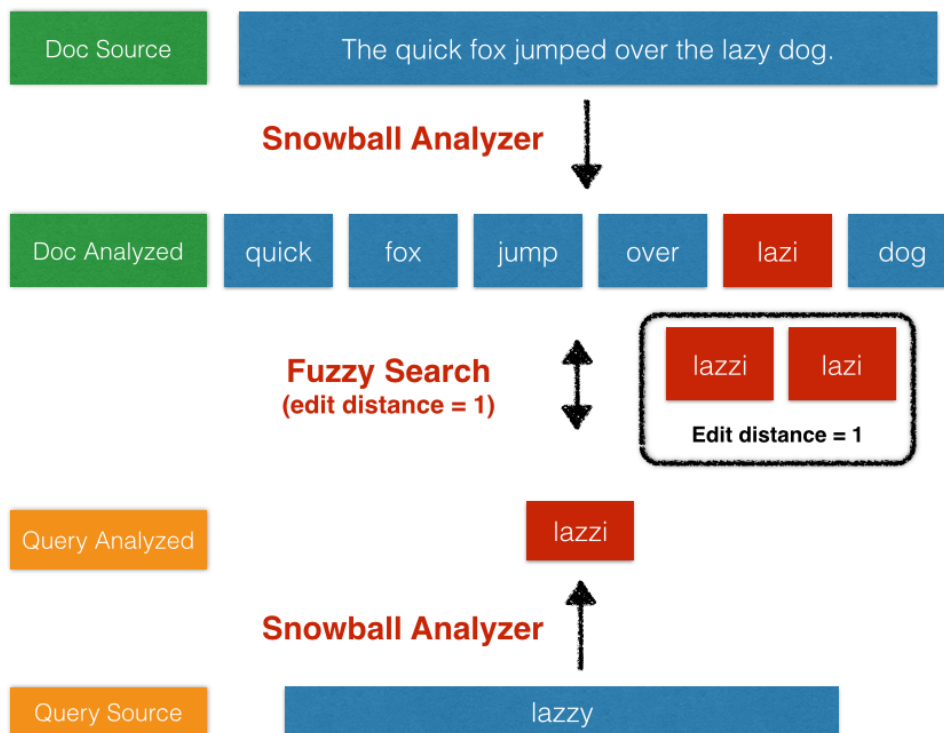 Doc Source
The quick fox jumped over the lazy dog.
Snowball Analyzer
Doc Analyzed
quick
fox
jump
over
lazi
dog
Fuzzy Search
(edit distance = 1)
lazzi
lazi
Edit distance = 1
Query Analyzed
lazzi
Snowball Analyzer
Query Source
lazzy